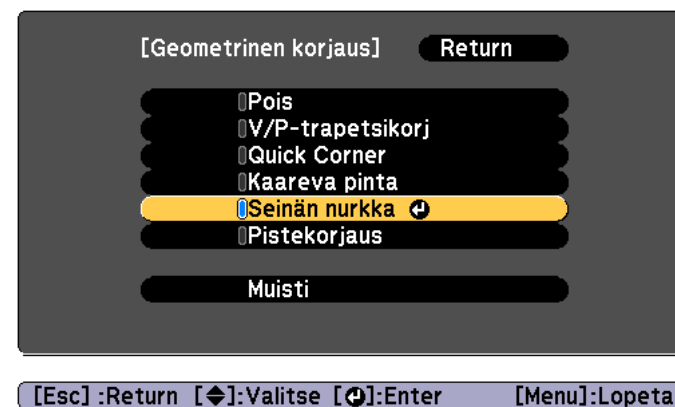 [Geometrinen korjaus] Return
Pois
V/P-trapetsikorj
Quick Corner
Kaareva pinta
Seinän nurkka
Pistekorjaus
Muisti
[Esc] :Return [◆]:Valitse [⏎]:Enter [Menu]:Lopeta